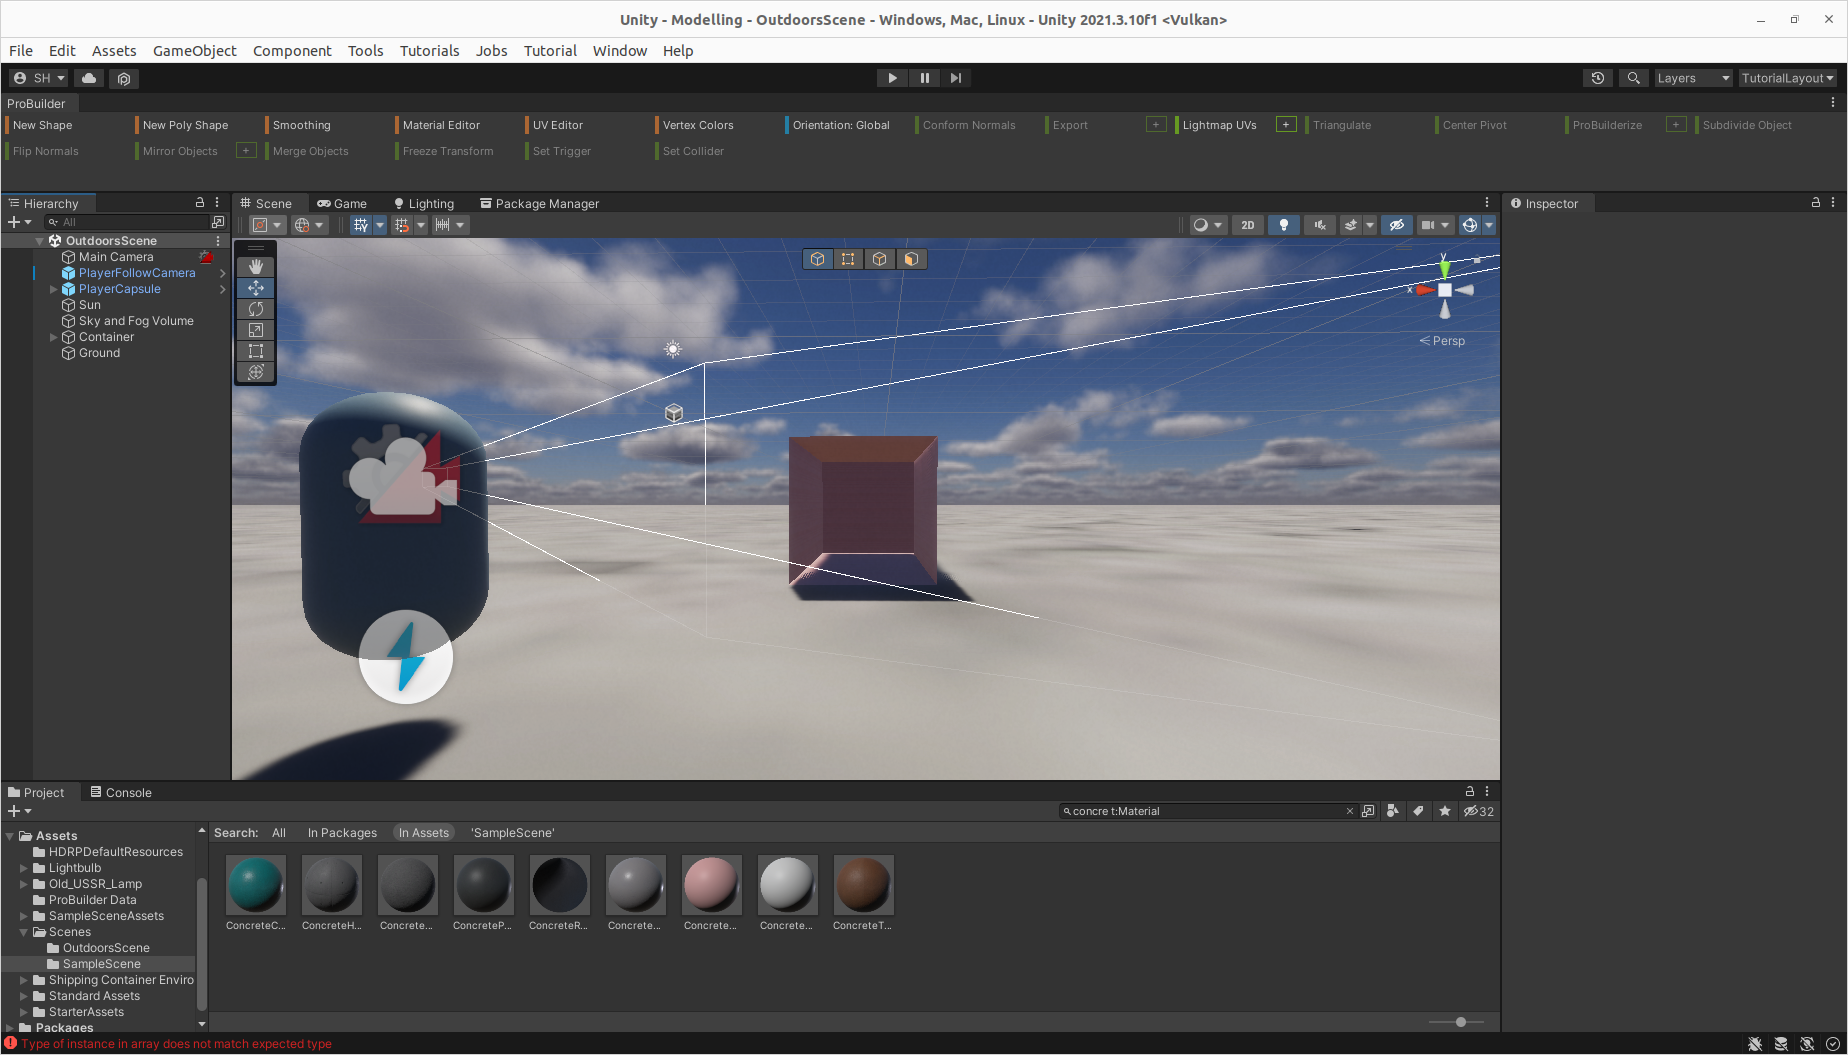 Unity - Modelling - OutdoorsScene - Windows, Mac, Linux - Unity 2021.3.10f1 <Vulkan>
File Edit Assets GameObject Component Tools Tutorials Jobs Tutorial Window Help
SH Layers TutorialLayout
ProBuilder
New Shape New Poly Shape Smoothing Material Editor UV Editor Vertex Colors Orientation: Global Conform Normals Export + Lightmap UVs + Triangulate Center Pivot ProBuilderize + Subdivide Object
Flip Normals Mirror Objects + Merge Objects Freeze Transform Set Trigger Set Collider
Hierarchy Scene Game Lighting Package Manager Inspector
All
2D
OutdoorsScene
Main Camera
PlayerFollowCamera
PlayerCapsule
Sun
Sky and Fog Volume
Container
Ground
y
x
Persp
Project Console
concre t:Material
32
Search: All In Packages In Assets 'SampleScene'
Assets
HDRPDefaultResources
Lightbulb
Old_USSR_Lamp
ProBuilder Data
SampleSceneAssets
Scenes
OutdoorsScene
SampleScene
Shipping Container Enviro
Standard Assets
StarterAssets
Packages
ConcreteC... ConcreteH... Concrete... ConcreteP... ConcreteR... Concrete... Concrete... Concrete... ConcreteT...
Type of instance in array does not match expected type